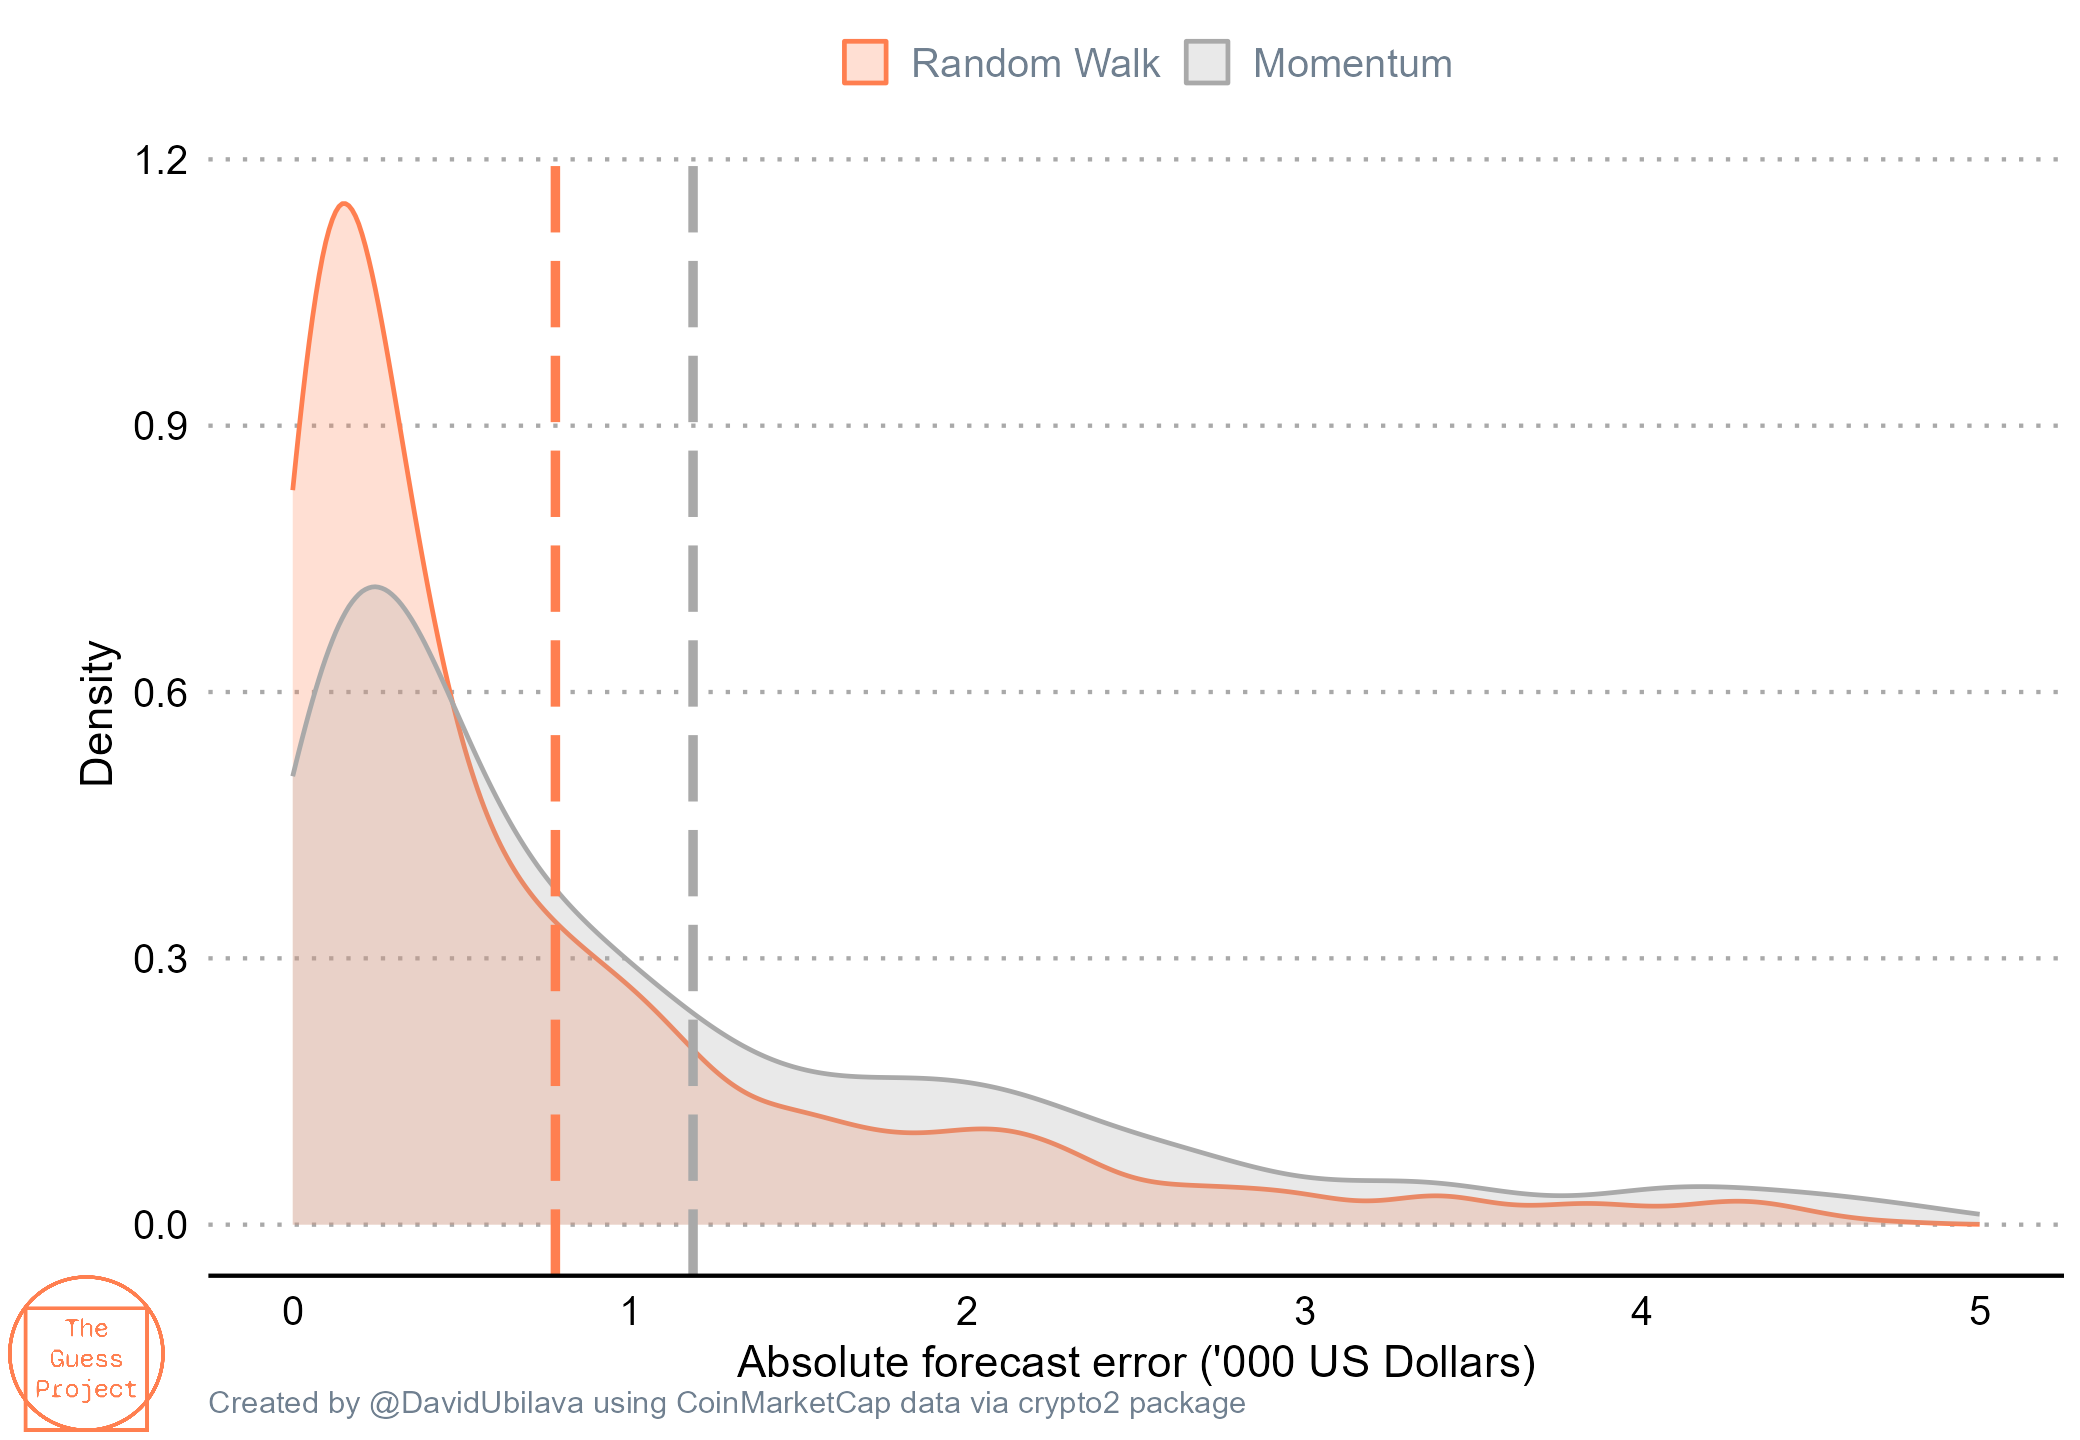 Random Walk Momentum
1.2
0.9
0.6
0.3
0.0
Density
0 1 2 3 4 5
Absolute forecast error ('000 US Dollars)
Created by @DavidUbilava using CoinMarketCap data via crypto2 package
The
Guess
Project